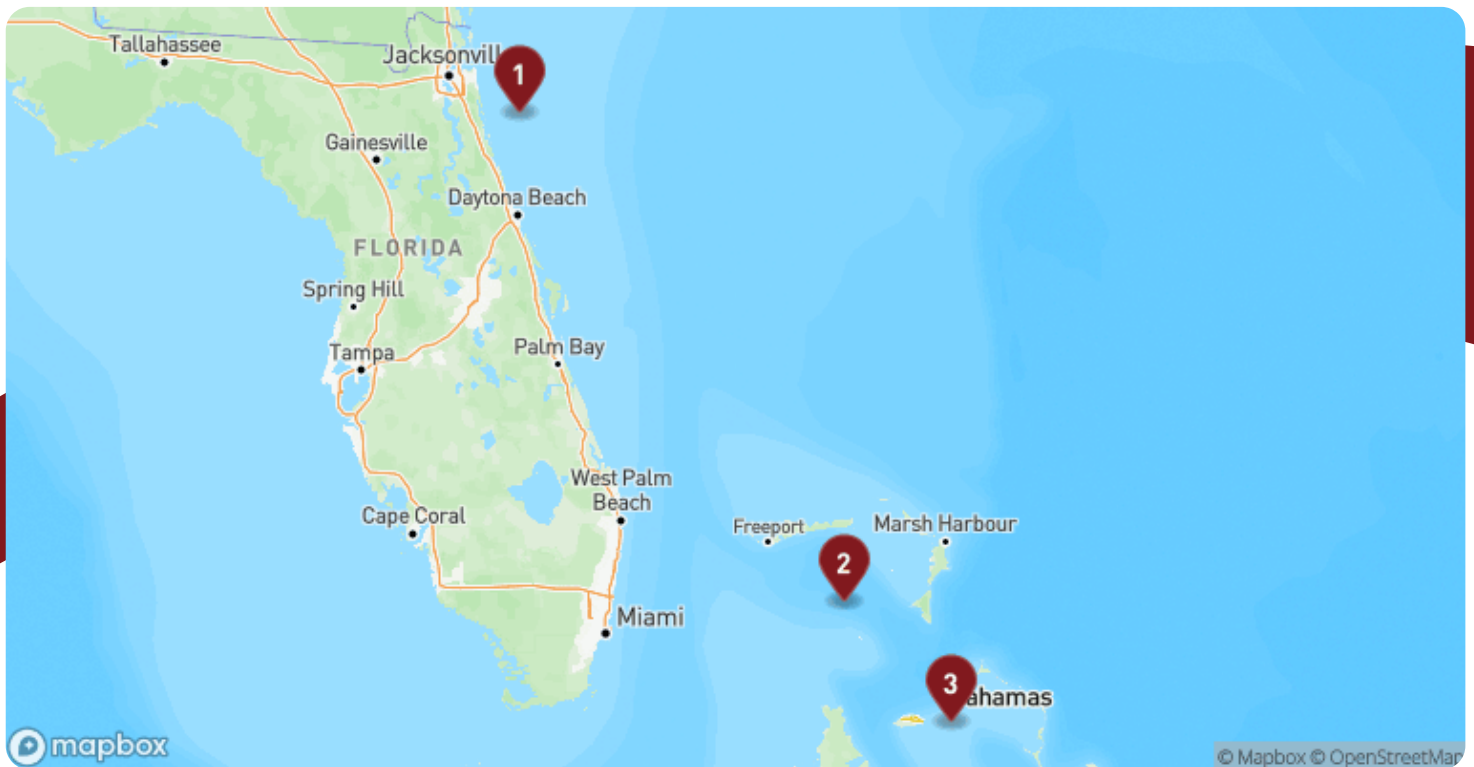 Tallahassee
Jacksonvill
1
Gainesville
Daytona Beach
FLORIDA
Spring Hill
Tampa
Palm Bay
West Palm
Beach
Cape Coral
Freeport
Marsh Harbour
2
Miami
3
ahamas
mapbox
© Mapbox © OpenStreetMap